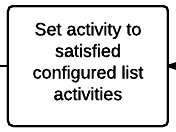 Set activity to
satisfied
configured list
activities